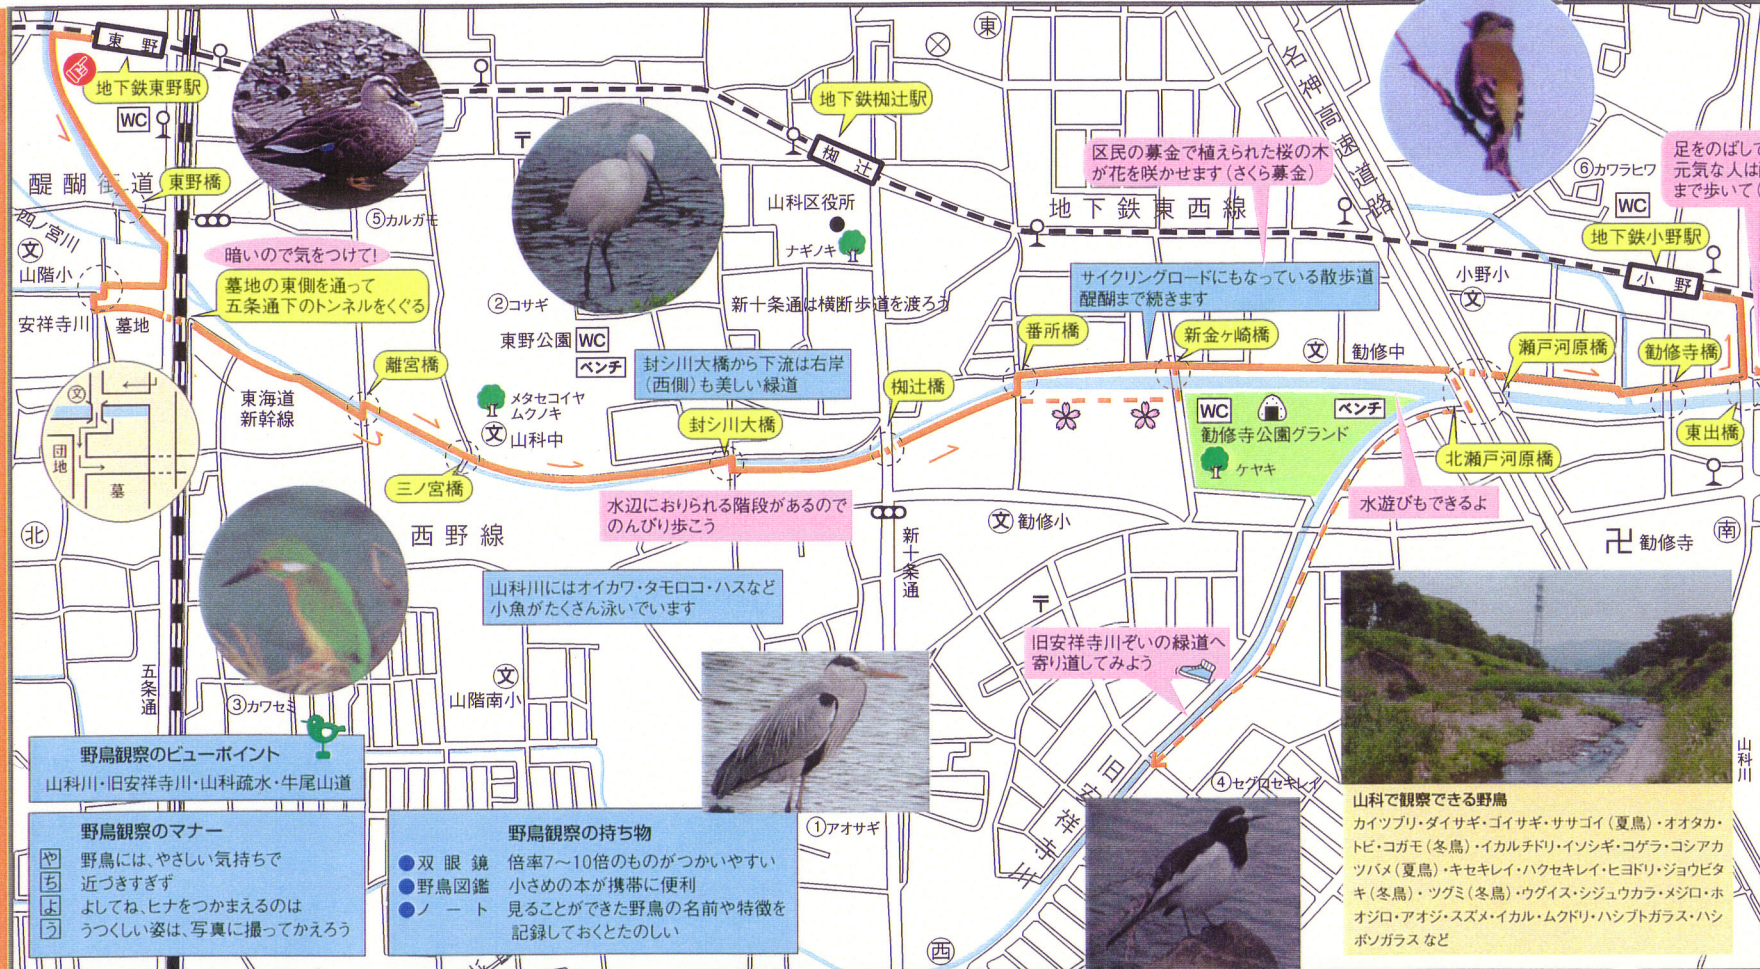 東野
地下鉄東野駅
WC
醍醐街道
東野橋
四ノ宮川
文
山階小
安祥寺川
墓地
暗いので気をつけて!
墓地の東側を通って
五条通下のトンネルをくぐる
⑤カルガモ
②コサギ
東野公園 WC
ベンチ
離宮橋
東海道
新幹線
文
団地
墓
北
三ノ宮橋
メタセコイヤ
ムクノキ
文 山科中
西野線
五条通
③カワセミ
文
山階南小
〒
地下鉄椥辻駅
椥辻
東
山科区役所
ナギノキ
新十条通は横断歩道を渡ろう
封シ川大橋から下流は右岸
(西側)も美しい緑道
封シ川大橋
椥辻橋
水辺におりられる階段があるので
のんびり歩こう
山科川にはオイカワ・タモロコ・ハスなど
小魚がたくさん泳いでいます
新十条通
文 勧修小
〒
区民の募金で植えられた桜の木
が花を咲かせます(さくら募金)
地下鉄東西線
名神高速道路
サイクリングロードにもなっている散歩道
醍醐まで続きます
番所橋
新金ヶ崎橋
文 勧修中
WC
ベンチ
勧修寺公園グランド
ケヤキ
⑥カワラヒワ
WC
足をのばして
元気な人は
まで歩いて
地下鉄小野駅
小野
小野小
文
瀬戸河原橋
勧修寺橋
東出橋
北瀬戸河原橋
水遊びもできるよ
卍 勧修寺
南
旧安祥寺川ぞいの緑道へ
寄り道してみよう
旧安祥寺川
山科川
①アオサギ
④セグロセキレイ
西
野鳥観察のビューポイント
山科川・旧安祥寺川・山科疏水・牛尾山道
野鳥観察のマナー
や 野鳥には、やさしい気持ちで
ち 近づきすぎず
よ よしてね、ヒナをつかまえるのは
う うつくしい姿は、写真に撮ってかえろう
野鳥観察の持ち物
●双眼鏡 倍率7〜10倍のものがつかいやすい
●野鳥図鑑 小さめの本が携帯に便利
●ノート 見ることができた野鳥の名前や特徴を
記録しておくとたのしい
山科で観察できる野鳥
カイツブリ・ダイサギ・ゴイサギ・ササゴイ(夏鳥)・オオタカ・
トビ・コガモ(冬鳥)・イカルチドリ・イソシギ・コゲラ・コシアカ
ツバメ(夏鳥)・キセキレイ・ハクセキレイ・ヒヨドリ・ジョウビタ
キ(冬鳥)・ツグミ(冬鳥)・ウグイス・シジュウカラ・メジロ・ホ
オジロ・アオジ・スズメ・イカル・ムクドリ・ハシブトガラス・ハシ
ボソガラス など